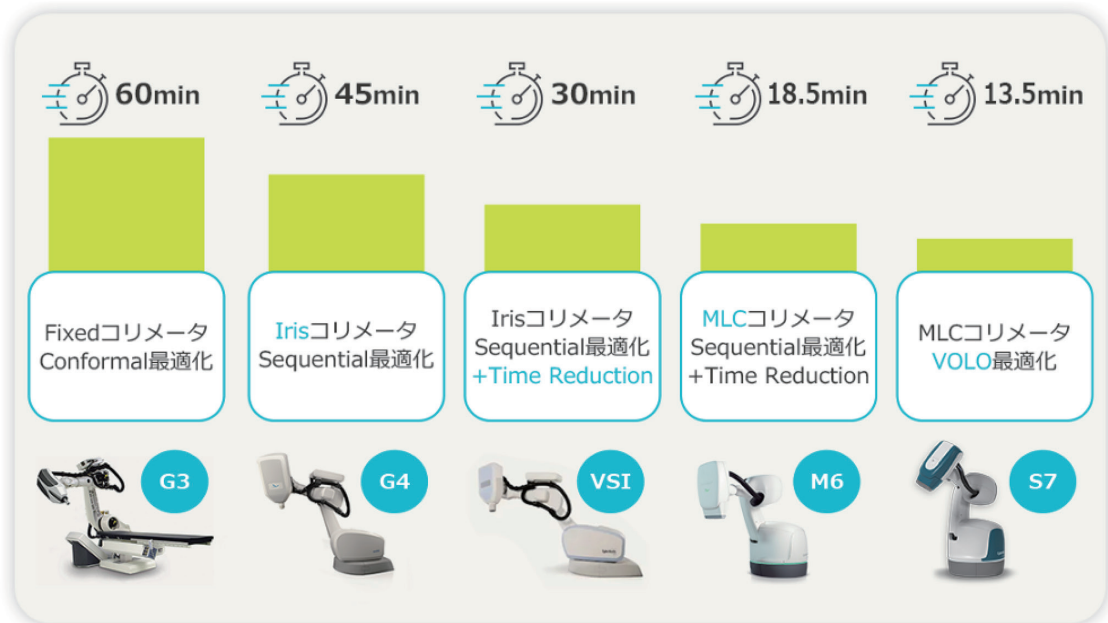 60min
45min
30min
18.5min
13.5min
Fixedコリメータ
Conformal最適化
Irisコリメータ
Sequential最適化
Irisコリメータ
Sequential最適化
+Time Reduction
MLCコリメータ
Sequential最適化
+Time Reduction
MLCコリメータ
VOLO最適化
G3
G4
VSI
M6
S7